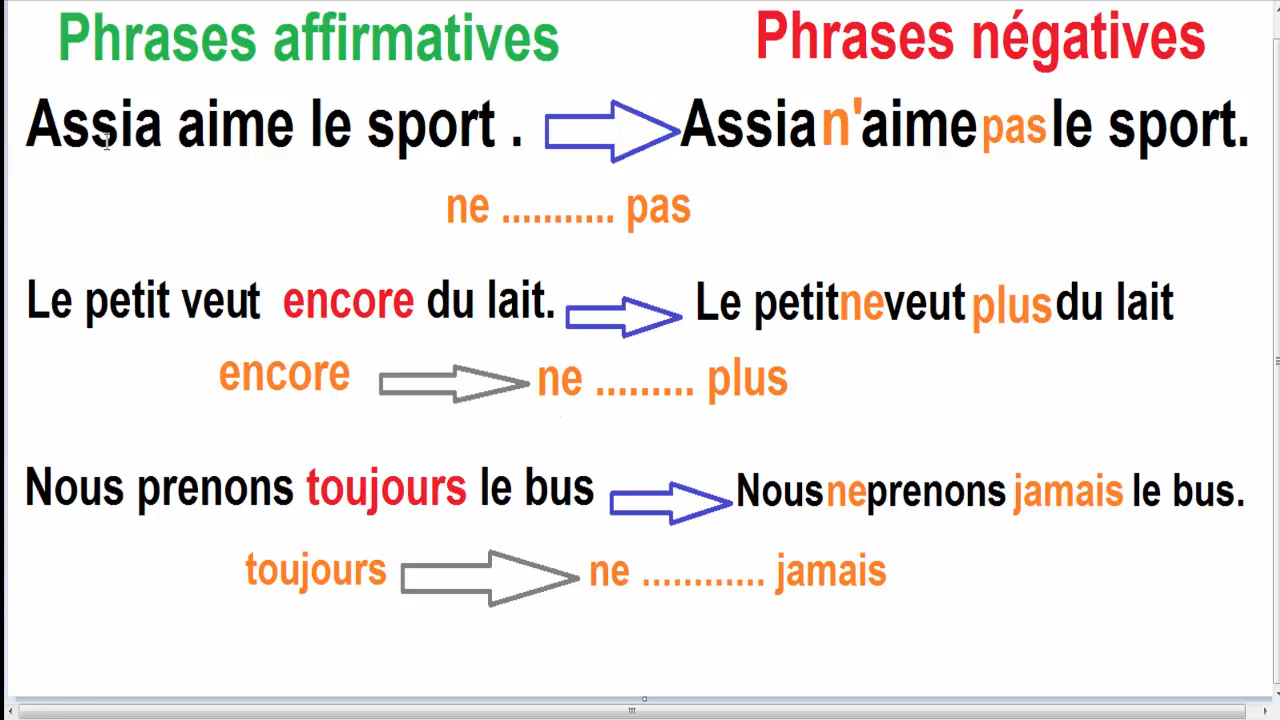 Phrases affirmatives Phrases négatives
Assia aime le sport . Assia n'aime pas le sport.
ne ........... pas
Le petit veut encore du lait. Le petit ne veut plus du lait
encore ne ......... plus
Nous prenons toujours le bus Nous ne prenons jamais le bus.
toujours ne ............ jamais